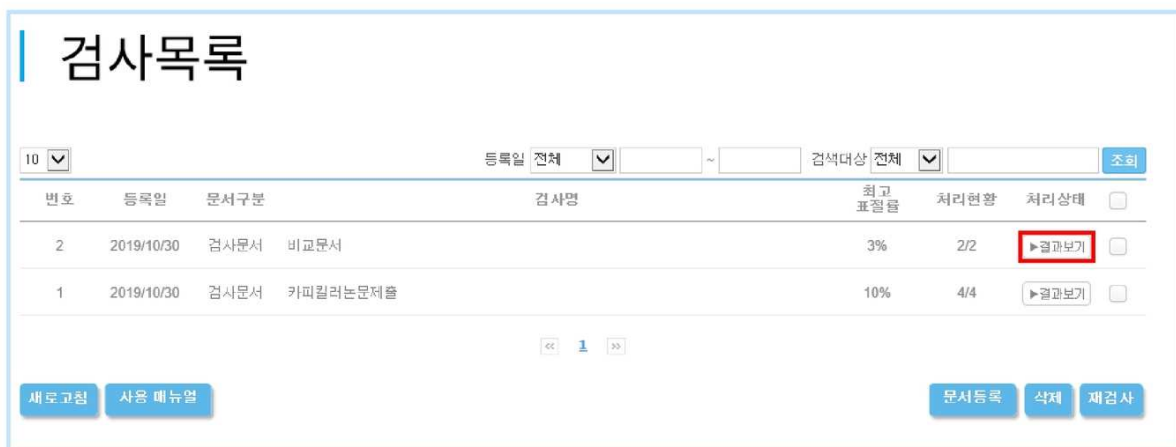 검사목록
10 등록일 전체 ~ 검색대상 전체 조회
번호 등록일 문서구분 검사명 최고 표절률 처리현황 처리상태
2 2019/10/30 검사문서 비교문서 3% 2/2 ▶결과보기
1 2019/10/30 검사문서 카피킬러논문제출 10% 4/4 ▶결과보기
« 1 »
새로고침 사용 매뉴얼 문서등록 삭제 재검사